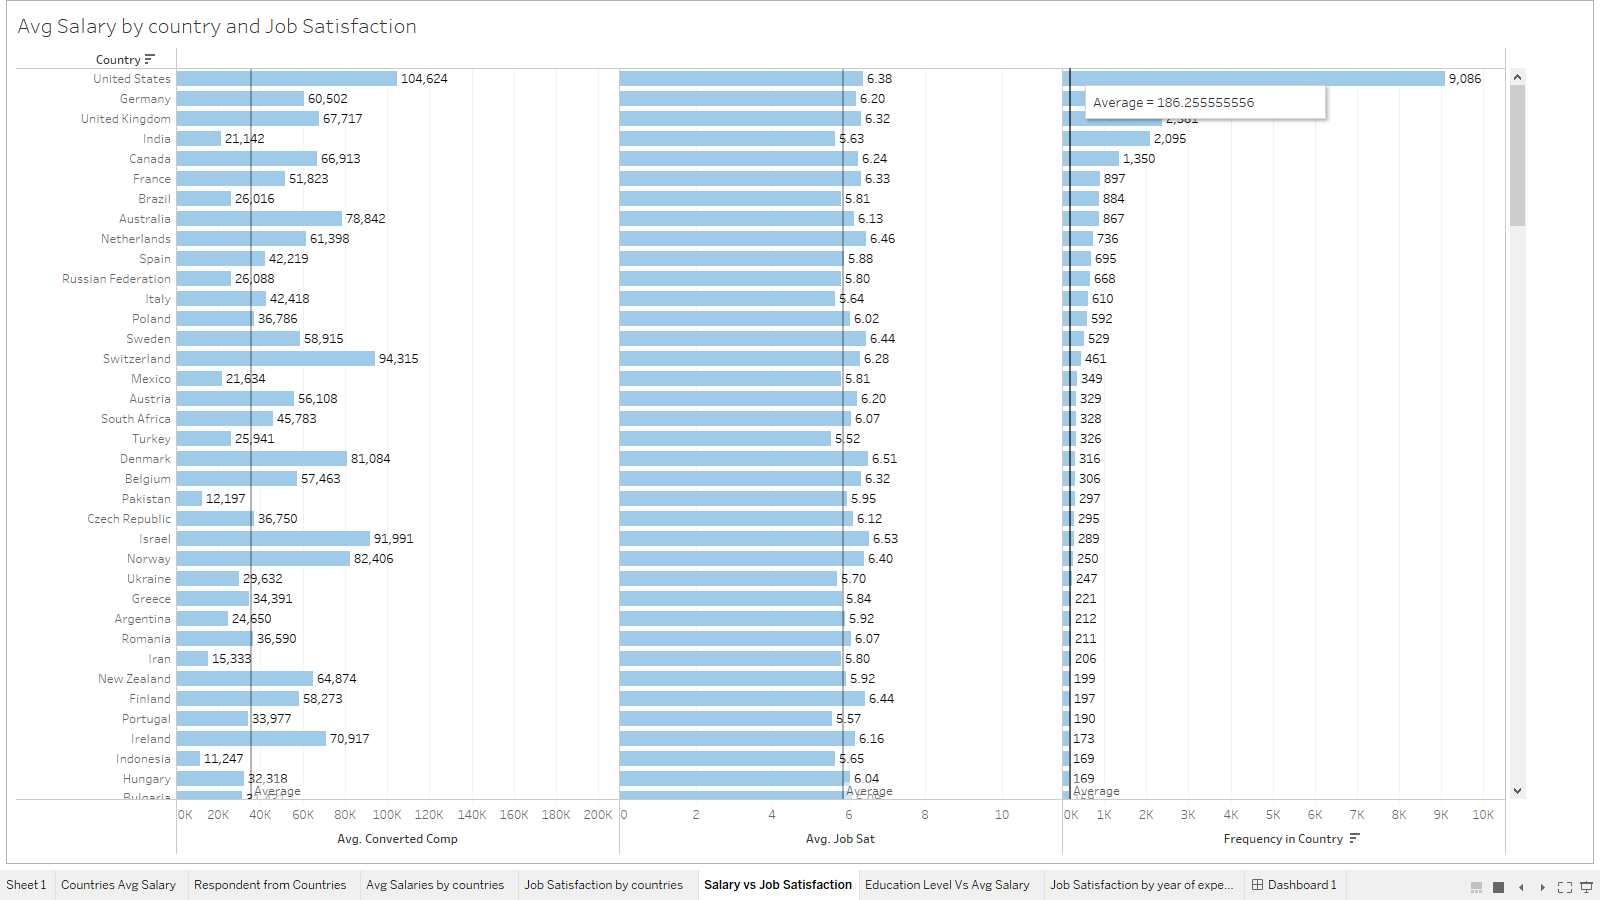 Avg Salary by country and Job Satisfaction
Country
United States 104,624 6.38 9,086
Germany 60,502 6.20
Average = 186.255555556
United Kingdom 67,717 6.32 2,381
India 21,142 5.63 2,095
Canada 66,913 6.24 1,350
France 51,823 6.33 897
Brazil 26,016 5.81 884
Australia 78,842 6.13 867
Netherlands 61,398 6.46 736
Spain 42,219 5.88 695
Russian Federation 26,088 5.80 668
Italy 42,418 5.64 610
Poland 36,786 6.02 592
Sweden 58,915 6.44 529
Switzerland 94,315 6.28 461
Mexico 21,634 5.81 349
Austria 56,108 6.20 329
South Africa 45,783 6.07 328
Turkey 25,941 5.52 326
Denmark 81,084 6.51 316
Belgium 57,463 6.32 306
Pakistan 12,197 5.95 297
Czech Republic 36,750 6.12 295
Israel 91,991 6.53 289
Norway 82,406 6.40 250
Ukraine 29,632 5.70 247
Greece 34,391 5.84 221
Argentina 24,650 5.92 212
Romania 36,590 6.07 211
Iran 15,333 5.80 206
New Zealand 64,874 5.92 199
Finland 58,273 6.44 197
Portugal 33,977 5.57 190
Ireland 70,917 6.16 173
Indonesia 11,247 5.65 169
Hungary 32,318 6.04 169
Average Average Average
Bulgaria
0K 20K 40K 60K 80K 100K 120K 140K 160K 180K 200K 0 2 4 6 8 10 0K 1K 2K 3K 4K 5K 6K 7K 8K 9K 10K
Avg. Converted Comp Avg. Job Sat Frequency in Country
Sheet 1 Countries Avg Salary Respondent from Countries Avg Salaries by countries Job Satisfaction by countries Salary vs Job Satisfaction Education Level Vs Avg Salary Job Satisfaction by year of expe... Dashboard 1